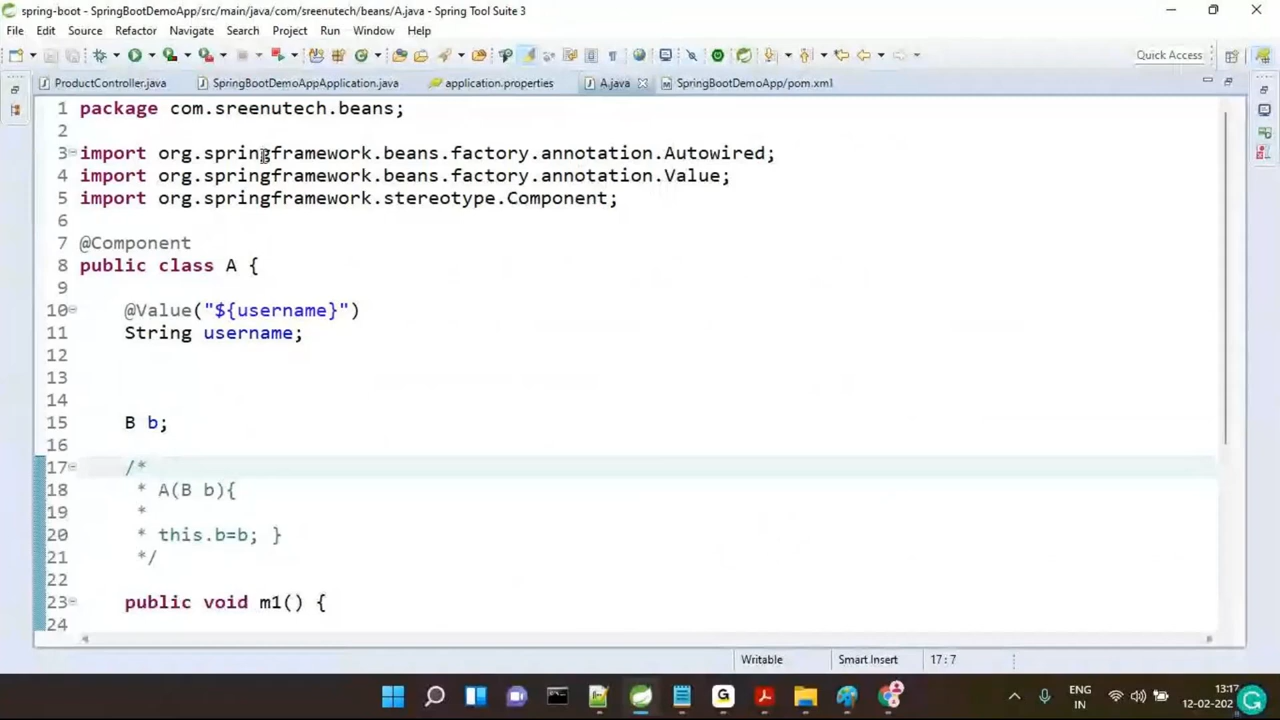 spring-boot - SpringBootDemoApp/src/main/java/com/sreenutech/beans/A.java - Spring Tool Suite 3
File Edit Source Refactor Navigate Search Project Run Window Help
Quick Access
ProductController.java SpringBootDemoAppApplication.java application.properties A.java SpringBootDemoApp/pom.xml
1 package com.sreenutech.beans;
2
3 import org.springframework.beans.factory.annotation.Autowired;
4 import org.springframework.beans.factory.annotation.Value;
5 import org.springframework.stereotype.Component;
6
7 @Component
8 public class A {
9
10 @Value("${username}")
11 String username;
12
13
14
15 B b;
16
17 /*
18 * A(B b){
19 *
20 * this.b=b; }
21 */
22
23 public void m1() {
24
Writable Smart Insert 17:7
ENG 13:17
IN 12-02-202